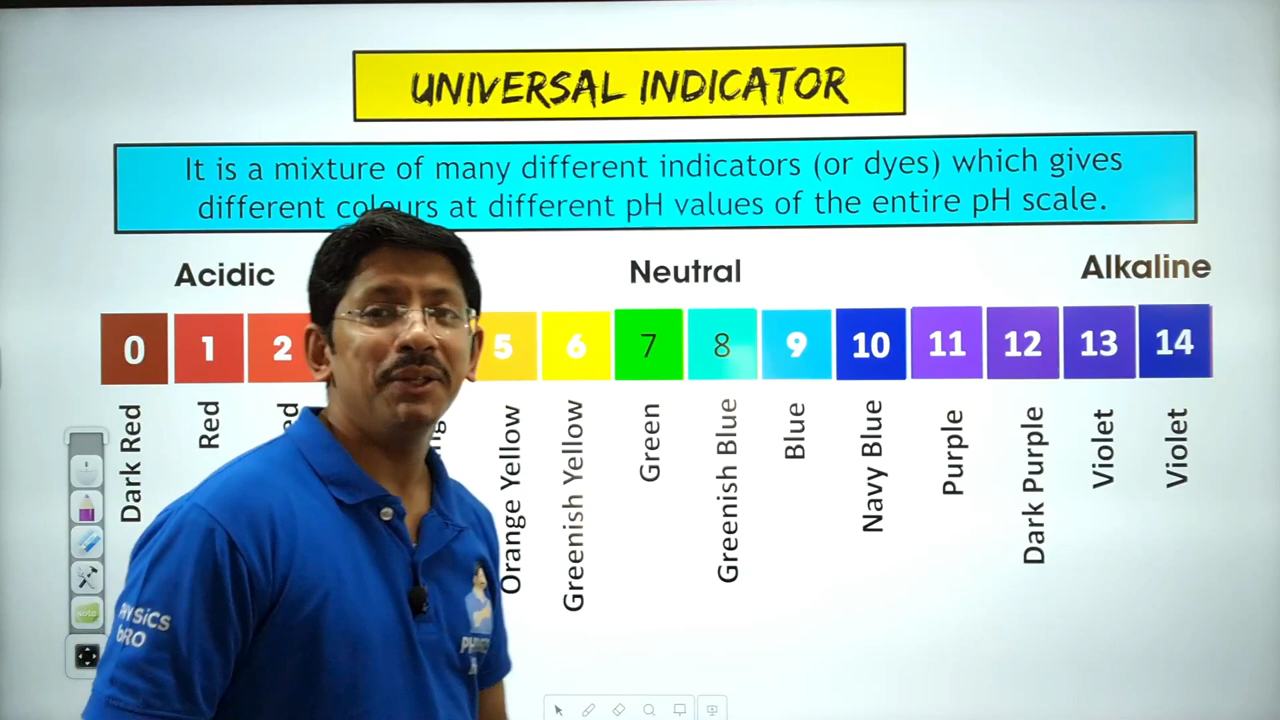 UNIVERSAL INDICATOR
It is a mixture of many different indicators (or dyes) which gives
different colours at different pH values of the entire pH scale.
Acidic Neutral Alkaline
0 1 2 5 6 7 8 9 10 11 12 13 14
Dark Red
Red
Orange Yellow
Greenish Yellow
Green
Greenish Blue
Blue
Navy Blue
Purple
Dark Purple
Violet
Violet
PHYSICS
bRO